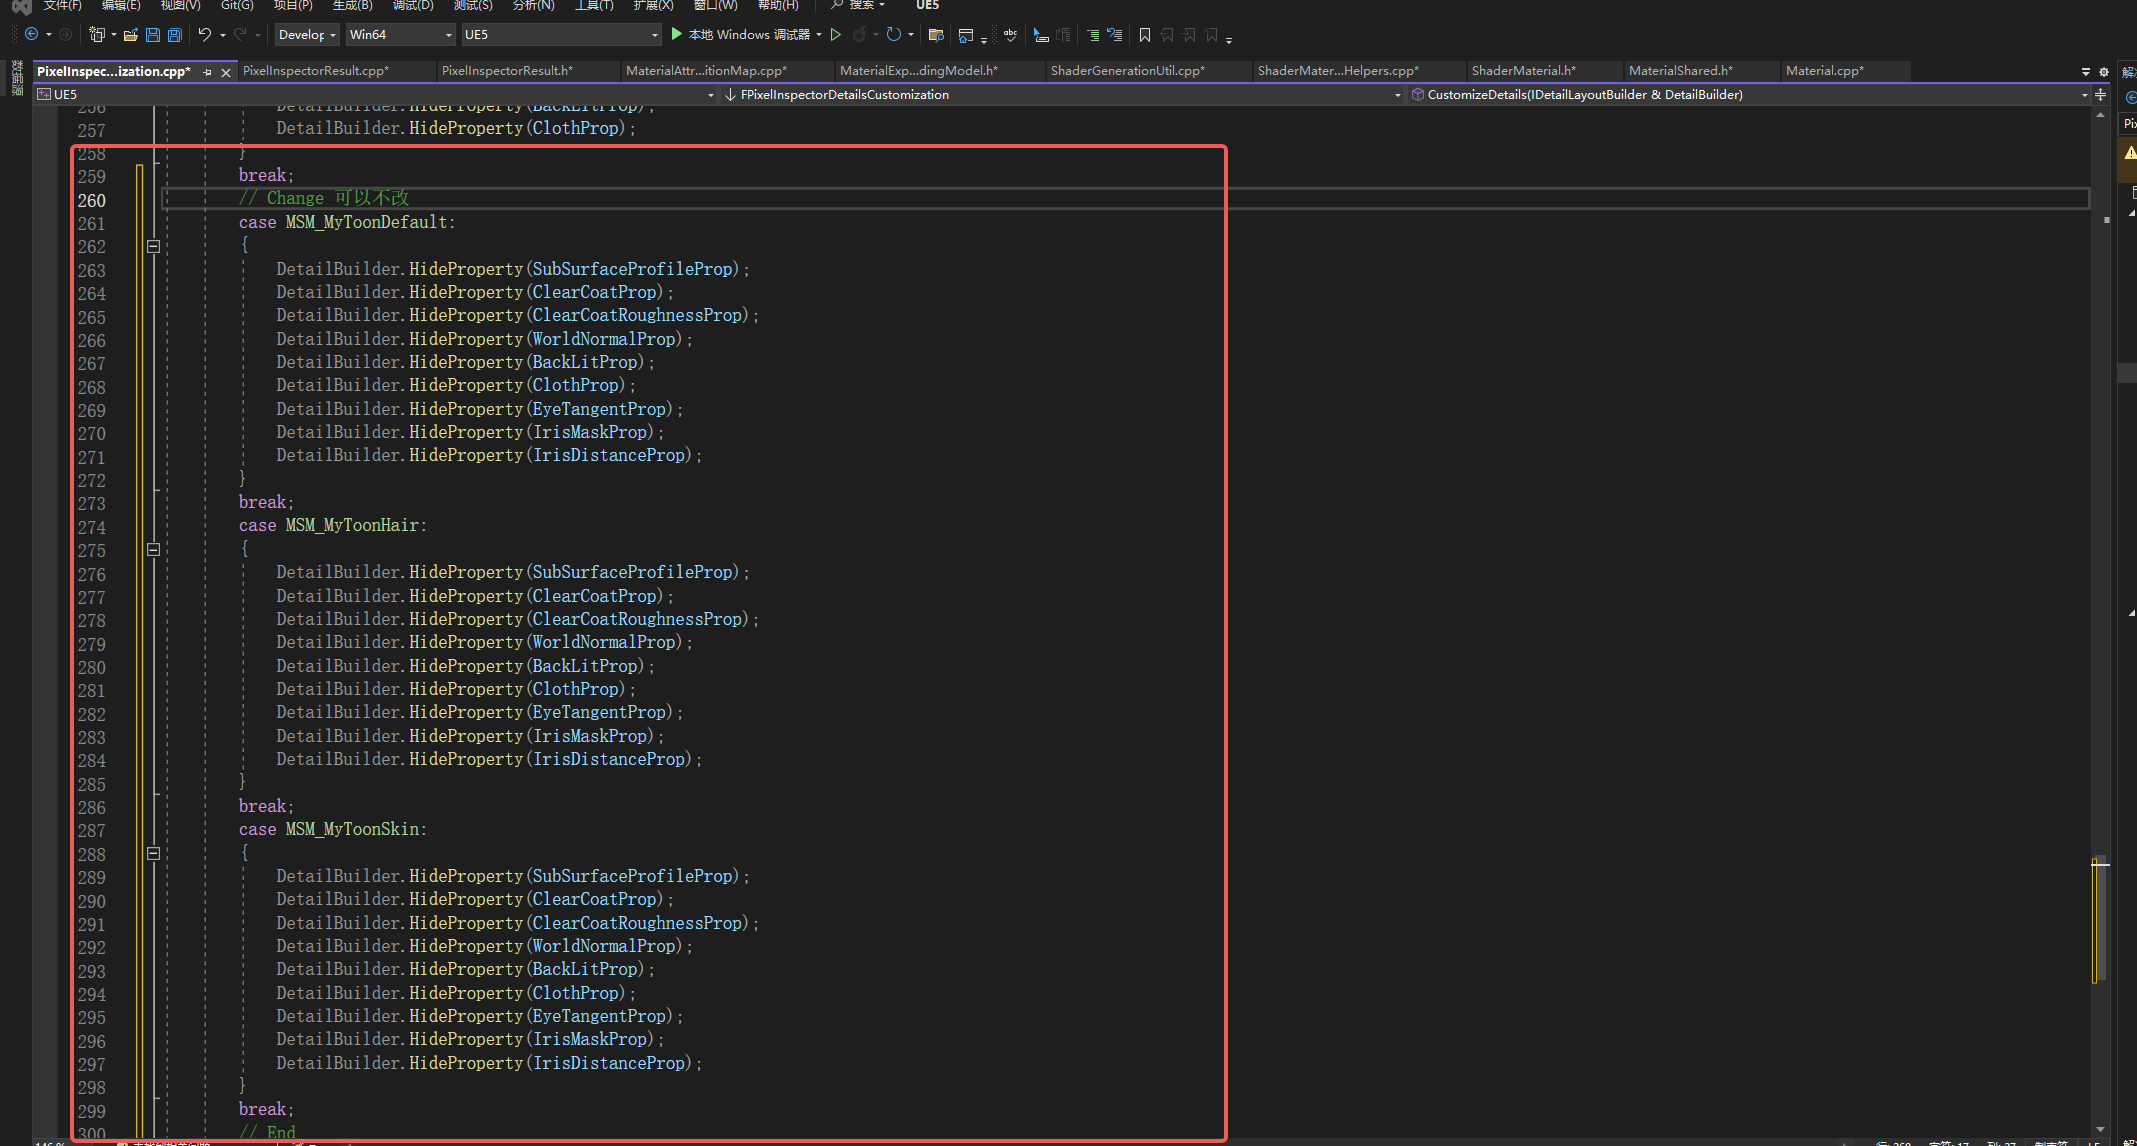 文件(F) 编辑(E) 视图(V) Git(G) 项目(P) 生成(B) 调试(D) 测试(S) 分析(N) 工具(T) 扩展(X) 窗口(W) 帮助(H) 搜索 UE5
Develop Win64 UE5 本地 Windows 调试器
PixelInspec...ization.cpp* PixelInspectorResult.cpp* PixelInspectorResult.h* MaterialAttr...itionMap.cpp* MaterialExp...dingModel.h* ShaderGenerationUtil.cpp* ShaderMater...Helpers.cpp* ShaderMaterial.h* MaterialShared.h* Material.cpp*
UE5 FPixelInspectorDetailsCustomization CustomizeDetails(IDetailLayoutBuilder & DetailBuilder)
256 DetailBuilder.HideProperty(BackLitProp);
257 DetailBuilder.HideProperty(ClothProp);
258 }
259 break;
260 // Change 可以不改
261 case MSM_MyToonDefault:
262 {
263 DetailBuilder.HideProperty(SubSurfaceProfileProp);
264 DetailBuilder.HideProperty(ClearCoatProp);
265 DetailBuilder.HideProperty(ClearCoatRoughnessProp);
266 DetailBuilder.HideProperty(WorldNormalProp);
267 DetailBuilder.HideProperty(BackLitProp);
268 DetailBuilder.HideProperty(ClothProp);
269 DetailBuilder.HideProperty(EyeTangentProp);
270 DetailBuilder.HideProperty(IrisMaskProp);
271 DetailBuilder.HideProperty(IrisDistanceProp);
272 }
273 break;
274 case MSM_MyToonHair:
275 {
276 DetailBuilder.HideProperty(SubSurfaceProfileProp);
277 DetailBuilder.HideProperty(ClearCoatProp);
278 DetailBuilder.HideProperty(ClearCoatRoughnessProp);
279 DetailBuilder.HideProperty(WorldNormalProp);
280 DetailBuilder.HideProperty(BackLitProp);
281 DetailBuilder.HideProperty(ClothProp);
282 DetailBuilder.HideProperty(EyeTangentProp);
283 DetailBuilder.HideProperty(IrisMaskProp);
284 DetailBuilder.HideProperty(IrisDistanceProp);
285 }
286 break;
287 case MSM_MyToonSkin:
288 {
289 DetailBuilder.HideProperty(SubSurfaceProfileProp);
290 DetailBuilder.HideProperty(ClearCoatProp);
291 DetailBuilder.HideProperty(ClearCoatRoughnessProp);
292 DetailBuilder.HideProperty(WorldNormalProp);
293 DetailBuilder.HideProperty(BackLitProp);
294 DetailBuilder.HideProperty(ClothProp);
295 DetailBuilder.HideProperty(EyeTangentProp);
296 DetailBuilder.HideProperty(IrisMaskProp);
297 DetailBuilder.HideProperty(IrisDistanceProp);
298 }
299 break;
300 // End